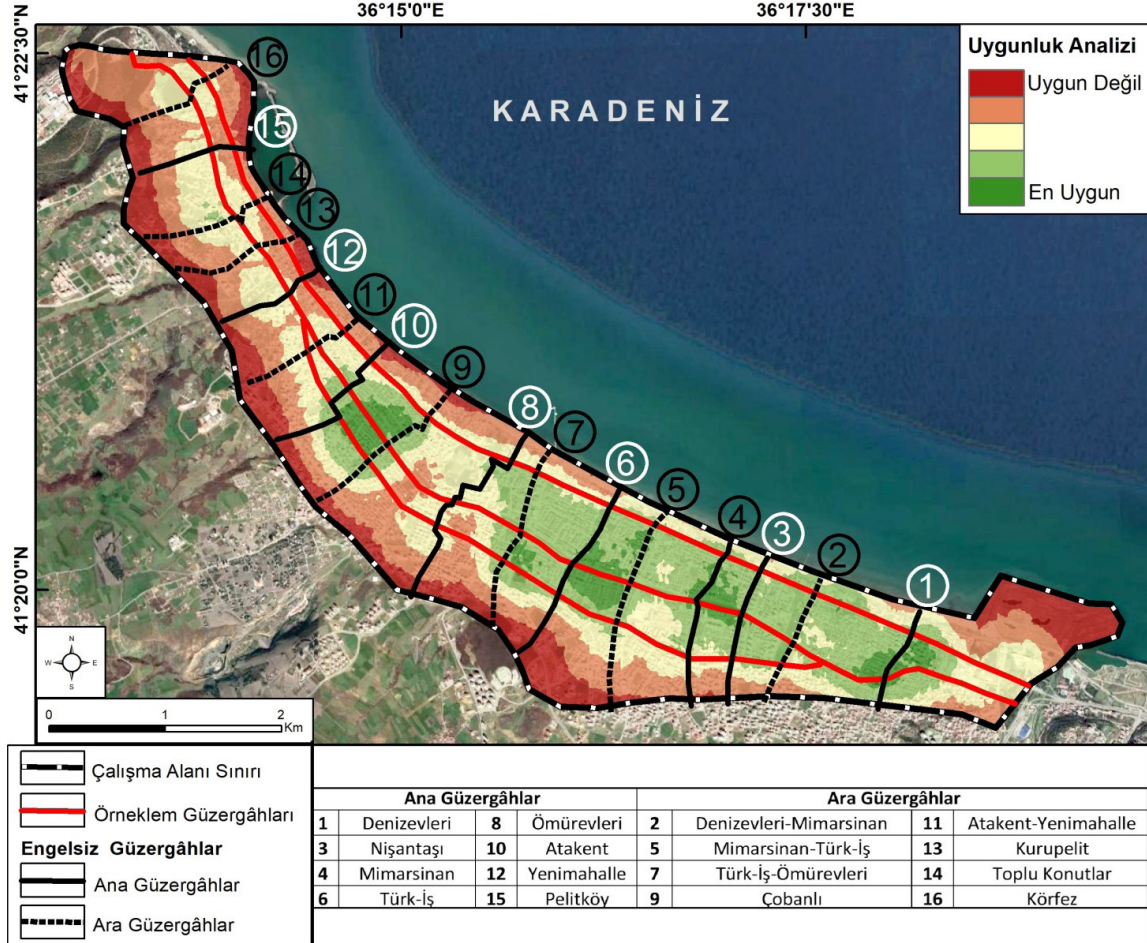 36°15'0"E 36°17'30"E
41°22'30"N
41°20'0"N
KARADENİZ
Uygunluk Analizi
Uygun Değil
En Uygun
16
15
14
13
12
11
10
9
8
7
6
5
4
3
2
1
N
W E
S
0 1 2
Km
Çalışma Alanı Sınırı
Örneklem Güzergâhları
Engelsiz Güzergâhlar
Ana Güzergâhlar
Ara Güzergâhlar
Ana Güzergâhlar Ara Güzergâhlar
1 Denizevleri 8 Ömürevleri 2 Denizevleri-Mimarsinan 11 Atakent-Yenimahalle
3 Nişantaşı 10 Atakent 5 Mimarsinan-Türk-İş 13 Kurupelit
4 Mimarsinan 12 Yenimahalle 7 Türk-İş-Ömürevleri 14 Toplu Konutlar
6 Türk-İş 15 Pelitköy 9 Çobanlı 16 Körfez